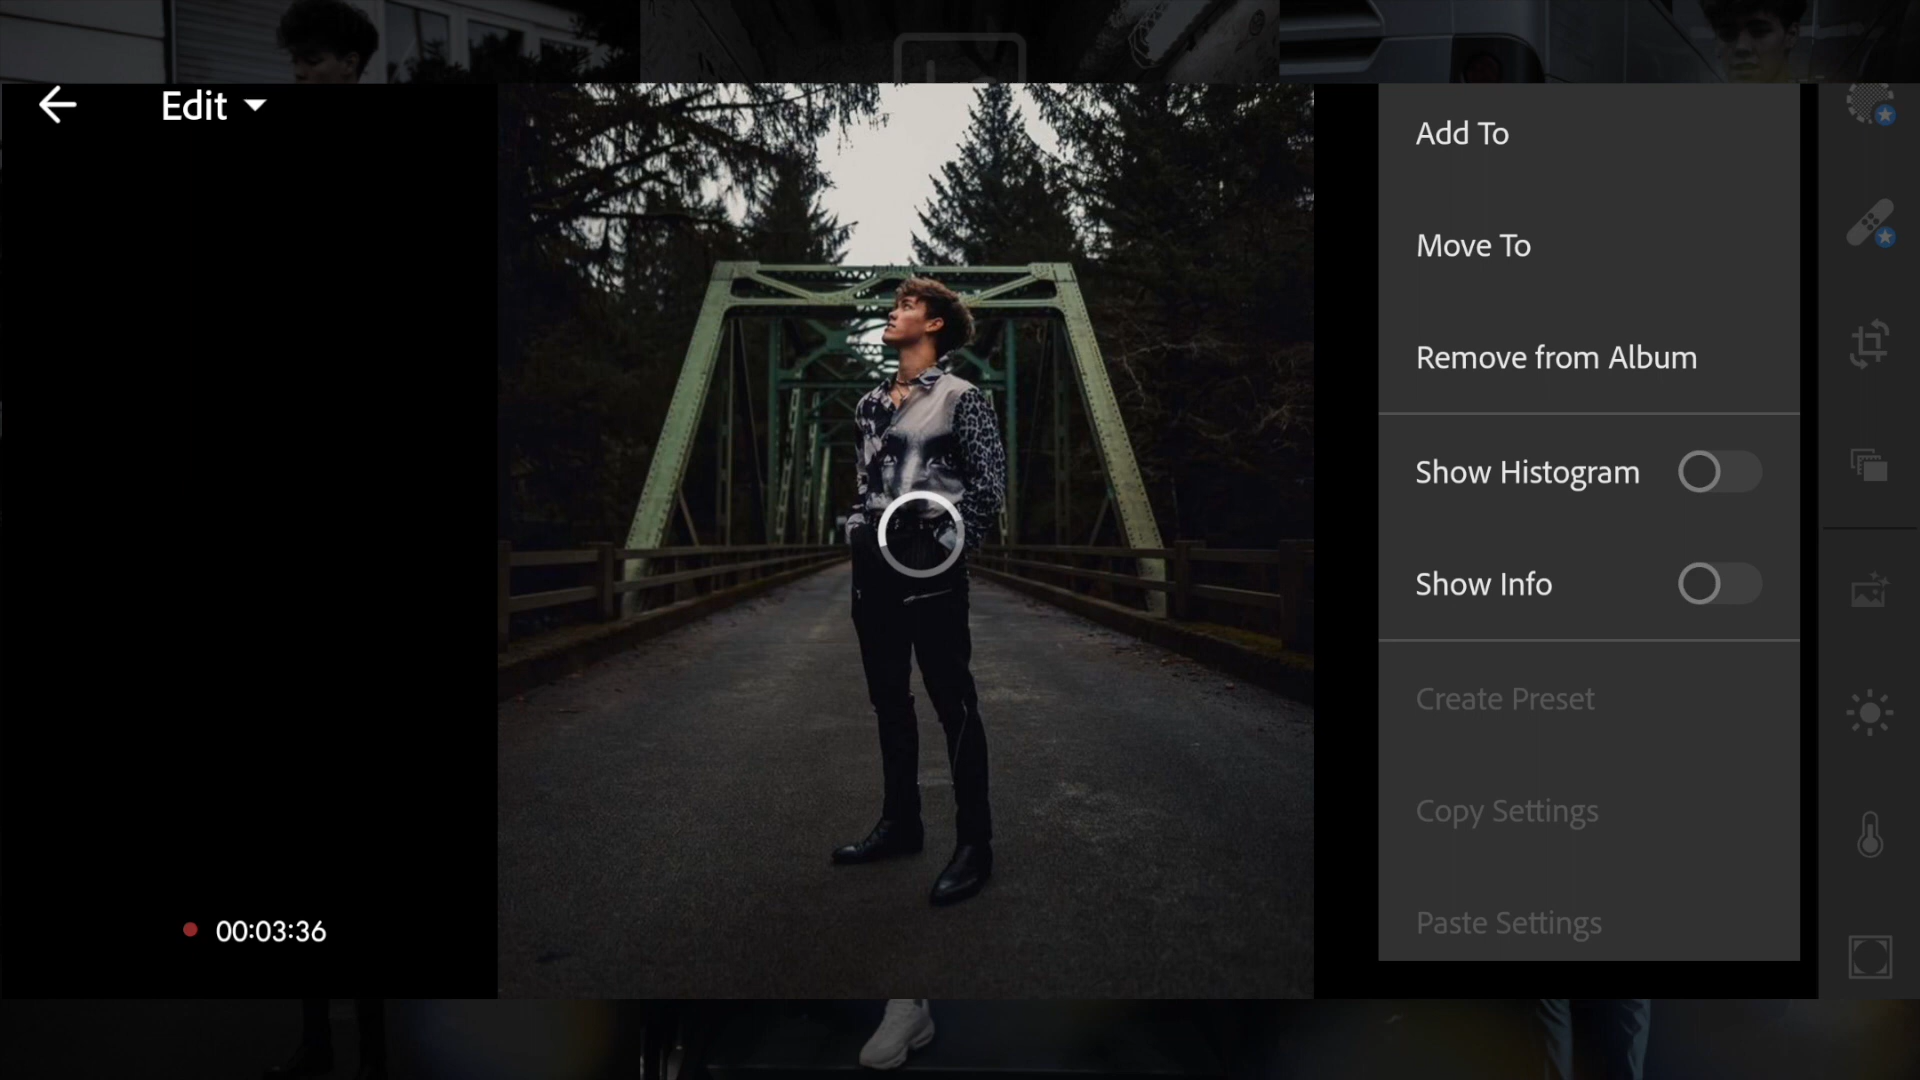 Edit
Add To
Move To
Remove from Album
Show Histogram
Show Info
Create Preset
Copy Settings
Paste Settings
00:03:36